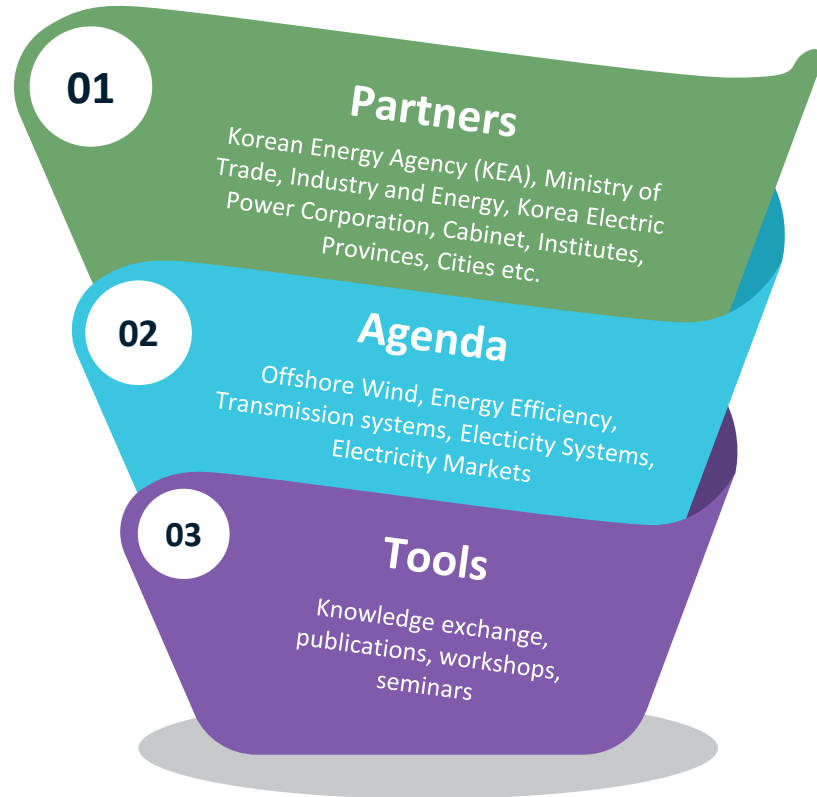 01
Partners
Korean Energy Agency (KEA), Ministry of
Trade, Industry and Energy, Korea Electric
Power Corporation, Cabinet, Institutes,
Provinces, Cities etc.
02
Agenda
Offshore Wind, Energy Efficiency,
Transmission systems, Electicity Systems,
Electricity Markets
03
Tools
Knowledge exchange,
publications, workshops,
seminars